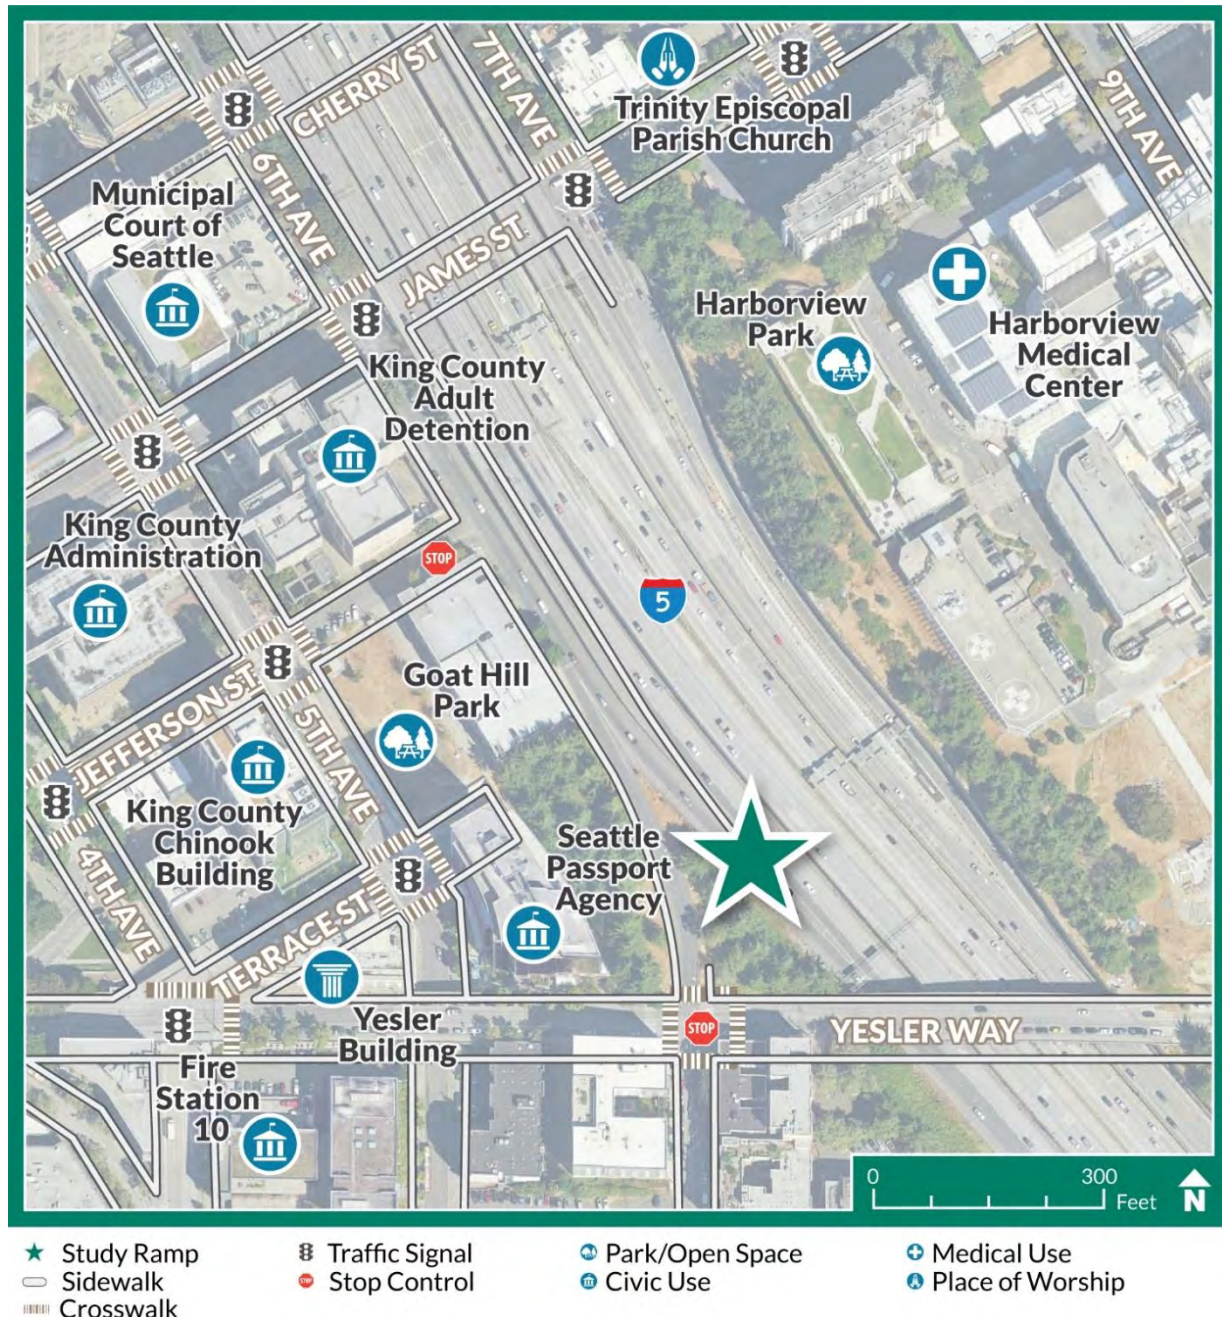 CHERRY ST
7TH AVE
Trinity Episcopal
Parish Church
9TH AVE
6TH AVE
Municipal
Court of
Seattle
JAMES ST
Harborview
Park
Harborview
Medical
Center
King County
Adult
Detention
King County
Administration
STOP
5
Goat Hill
Park
JEFFERSON ST
5TH AVE
King County
Chinook
Building
4TH AVE
Seattle
Passport
Agency
TERRACE ST
Yesler
Building
STOP
YESLER WAY
Fire
Station
10
0 300
Feet N
Study Ramp
Sidewalk
Crosswalk
Traffic Signal
STOP Stop Control
Park/Open Space
Civic Use
Medical Use
Place of Worship